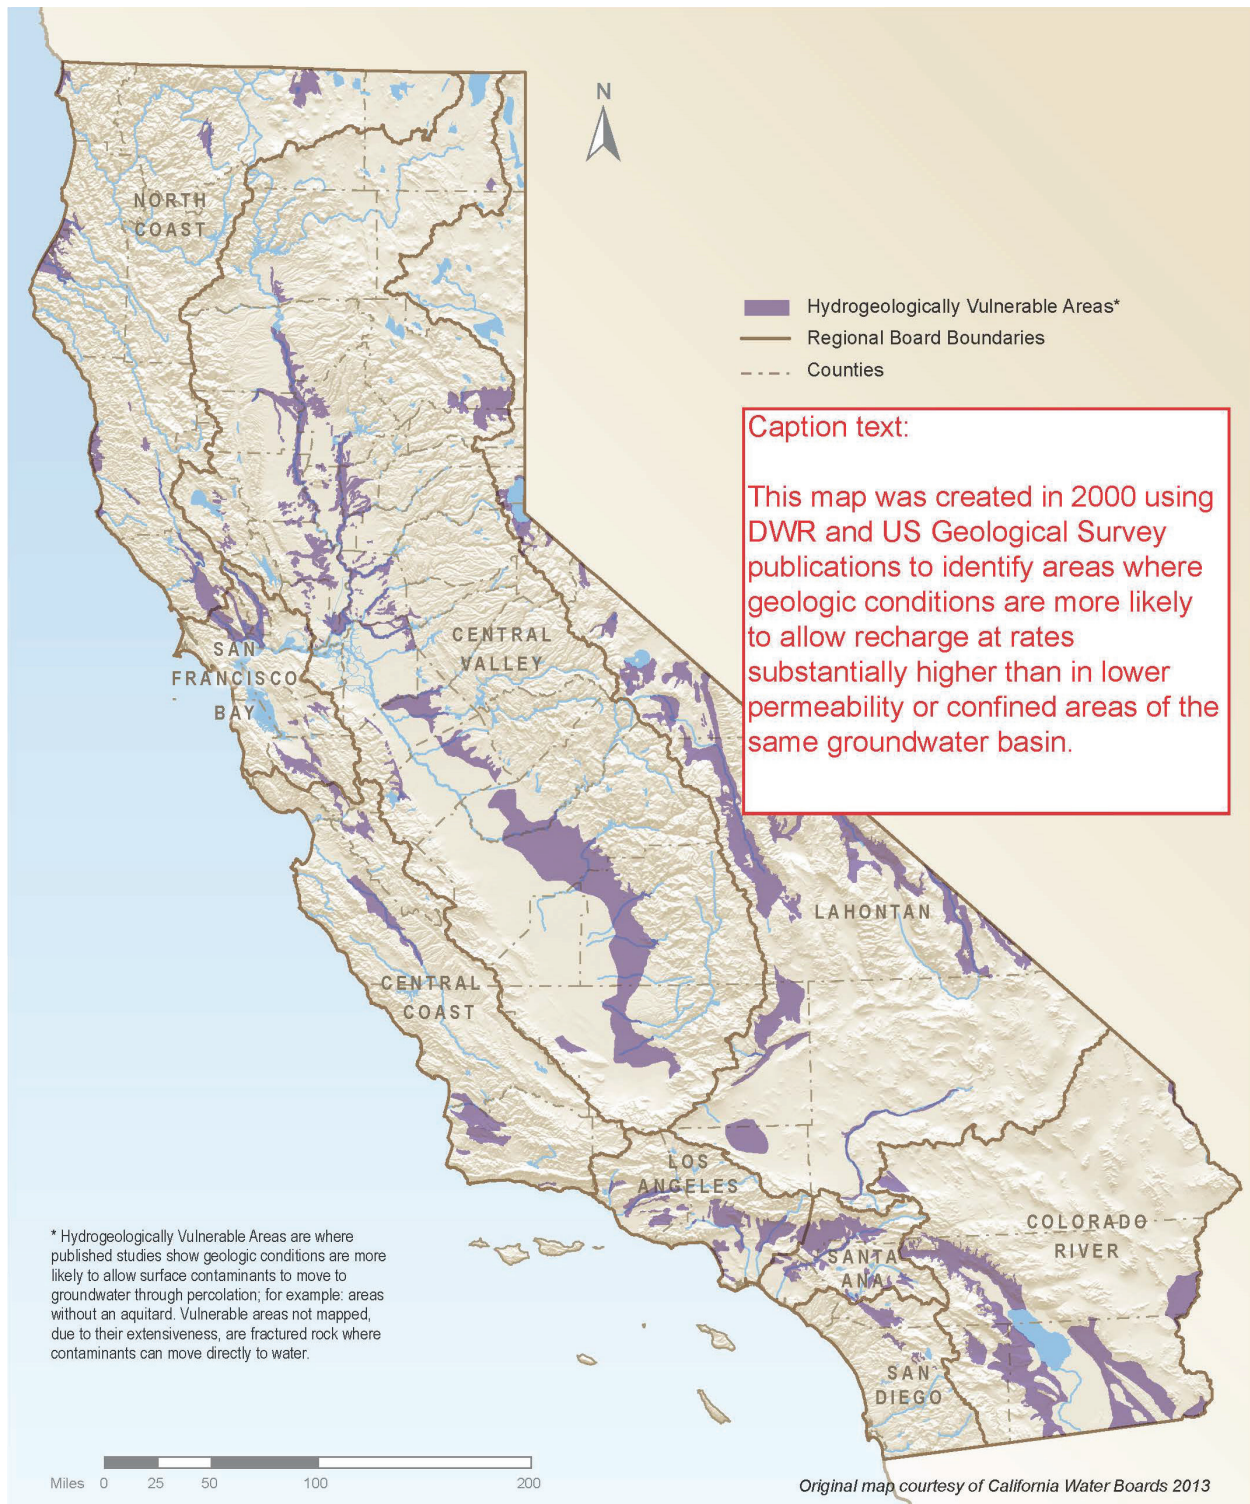 N
NORTH
COAST
Hydrogeologically Vulnerable Areas*
Regional Board Boundaries
Counties
Caption text:
This map was created in 2000 using
DWR and US Geological Survey
publications to identify areas where
geologic conditions are more likely
to allow recharge at rates
substantially higher than in lower
permeability or confined areas of the
same groundwater basin.
CENTRAL
VALLEY
SAN
FRANCISCO
BAY
LAHONTAN
CENTRAL
COAST
LOS
ANGELES
COLORADO
RIVER
SANTA
ANA
SAN
DIEGO
* Hydrogeologically Vulnerable Areas are where
published studies show geologic conditions are more
likely to allow surface contaminants to move to
groundwater through percolation; for example: areas
without an aquitard. Vulnerable areas not mapped,
due to their extensiveness, are fractured rock where
contaminants can move directly to water.
Miles 0 25 50 100 200
Original map courtesy of California Water Boards 2013